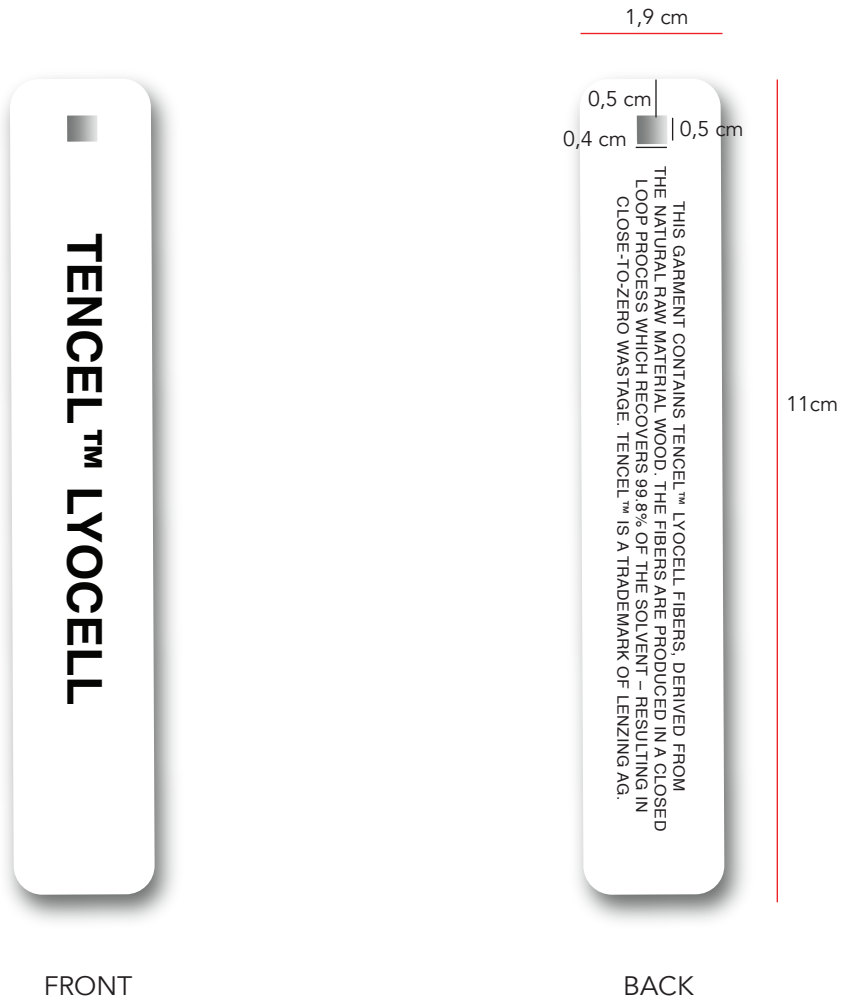 1,9 cm
0,5 cm
0,4 cm
0,5 cm
TENCEL™ LYOCELL
THIS GARMENT CONTAINS TENCEL™ LYOCELL FIBERS, DERIVED FROM
THE NATURAL RAW MATERIAL WOOD. THE FIBERS ARE PRODUCED IN A CLOSED
LOOP PROCESS WHICH RECOVERS 99.8% OF THE SOLVENT – RESULTING IN
CLOSE-TO-ZERO WASTAGE. TENCEL™ IS A TRADEMARK OF LENZING AG.
11cm
FRONT
BACK